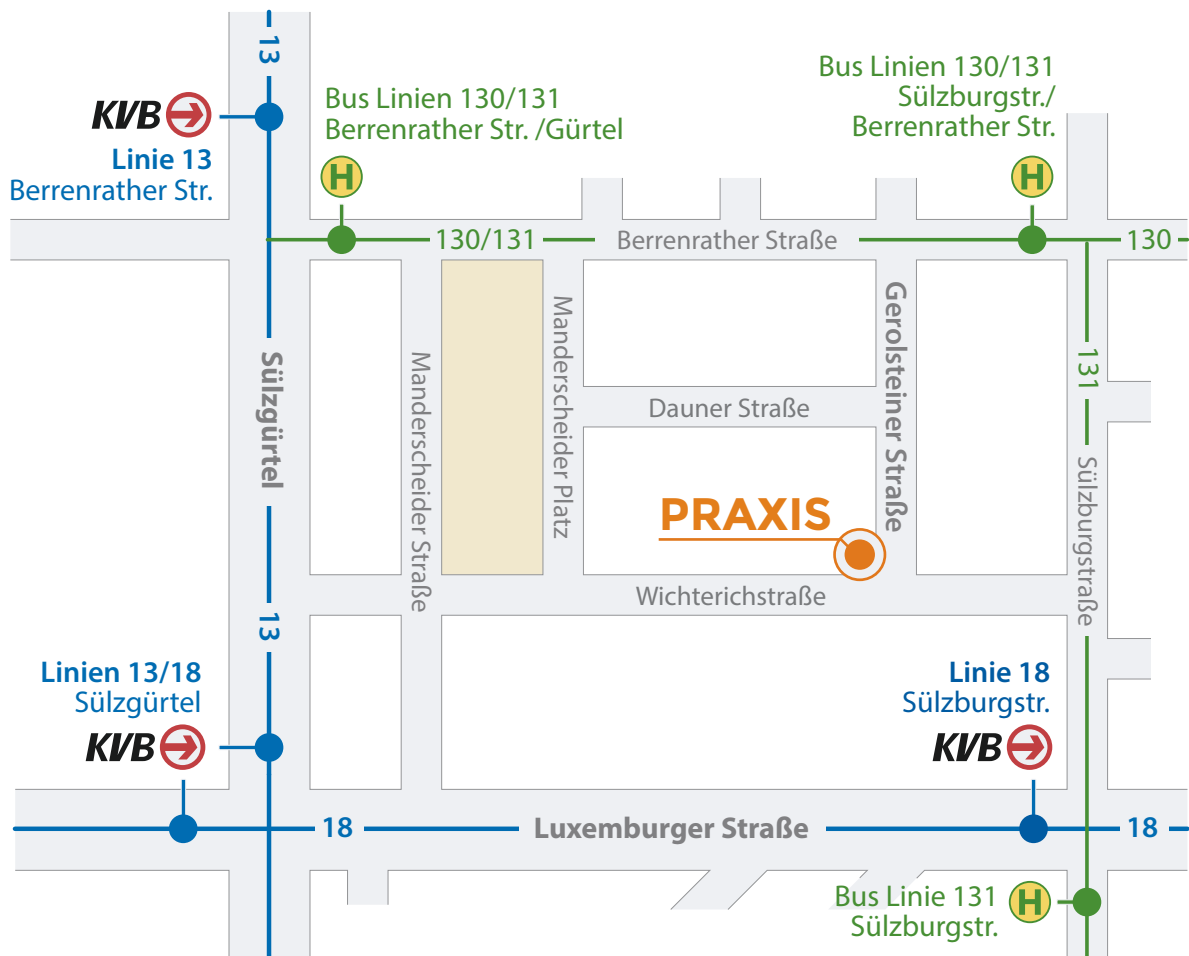 13
KVB
Linie 13
Berrenrather Str.
Bus Linien 130/131
Berrenrather Str. /Gürtel
H
Bus Linien 130/131
Sülzburgstr./
Berrenrather Str.
H
130/131
Berrenrather Straße
130
Sülzgürtel
Manderscheider Straße
Manderscheider Platz
Dauner Straße
Gerolsteiner Straße
131
Sülzburgstraße
PRAXIS
Wichterichstraße
13
Linien 13/18
Sülzgürtel
KVB
Linie 18
Sülzburgstr.
KVB
18
Luxemburger Straße
18
Bus Linie 131
Sülzburgstr.
H